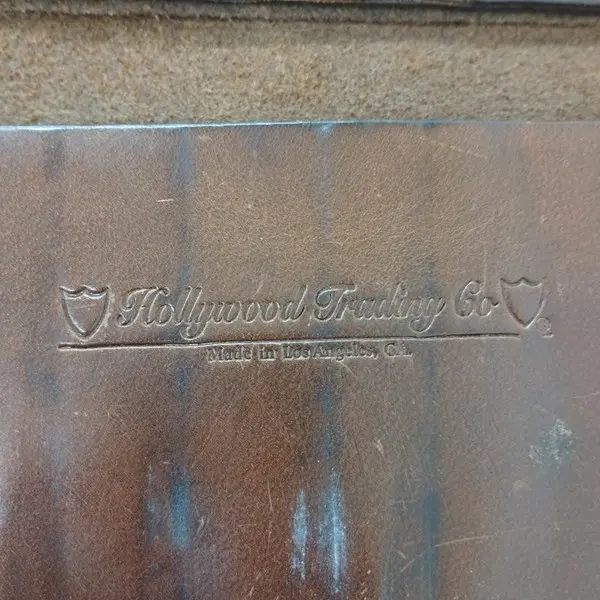 Hollywood Trading Co
Made in Los Angeles, CA.